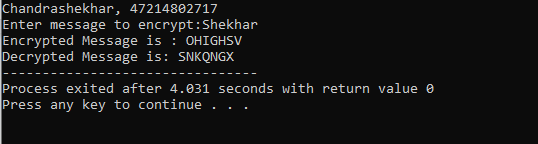 Chandrashekhar, 47214802717
Enter message to encrypt:Shekhar
Encrypted Message is : OHIGHSV
Decrypted Message is: SNKQNGX
--------------------------------
Process exited after 4.031 seconds with return value 0
Press any key to continue . . .